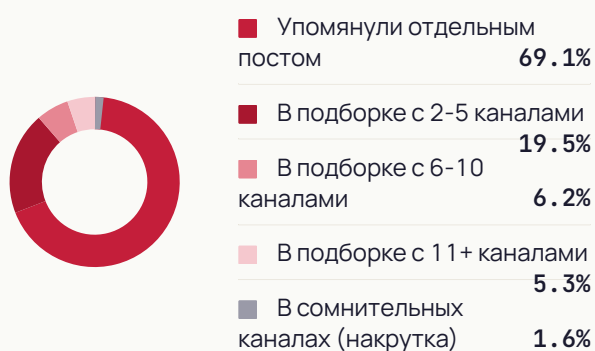 Упомянули отдельным
постом 69.1%
В подборке с 2-5 каналами
19.5%
В подборке с 6-10
каналами 6.2%
В подборке с 11+ каналами
5.3%
В сомнительных
каналах (накрутка) 1.6%